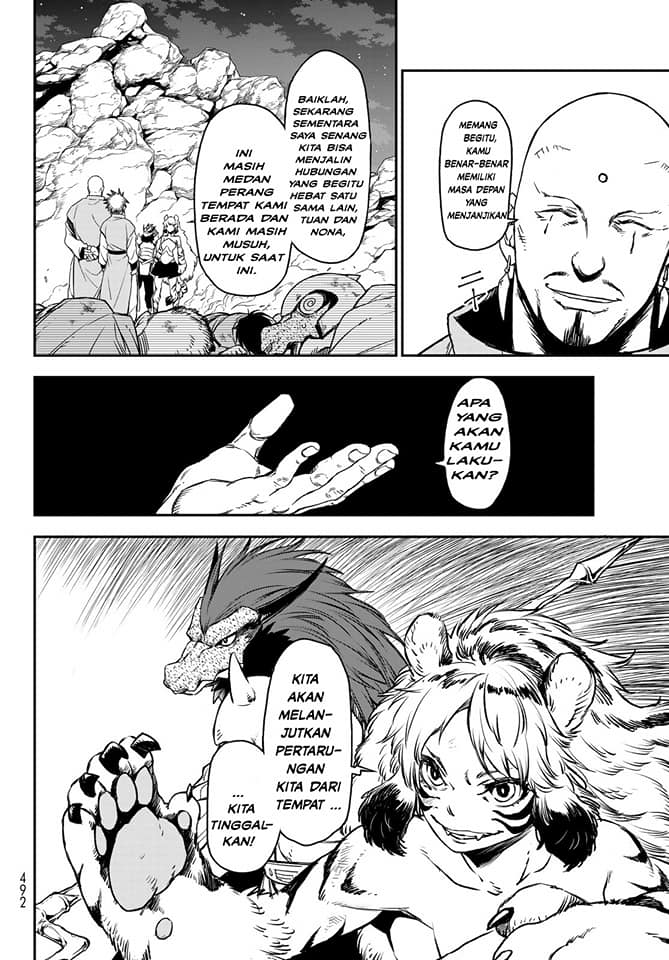 MEMANG
BEGITU,
KAMU
BENAR-BENAR
MEMILIKI
MASA DEPAN
YANG
MENJANJIKAN
BAIKLAH,
SEKARANG
SEMENTARA
SAYA SENANG
KITA BISA
MENJALIN
HUBUNGAN
YANG BEGITU
HEBAT SATU
SAMA LAIN,
TUAN DAN
NONA,
INI
MASIH
MEDAN
PERANG
TEMPAT KAMI
BERADA DAN
KAMI MASIH
MUSUH,
UNTUK SAAT
INI.
APA
YANG
AKAN
KAMU
LAKU-
KAN?
KITA
AKAN
MELAN-
JUTKAN
PERTARU-
NGAN
KITA DARI
TEMPAT ...
...
KITA
TINGGAL-
KAN!
492